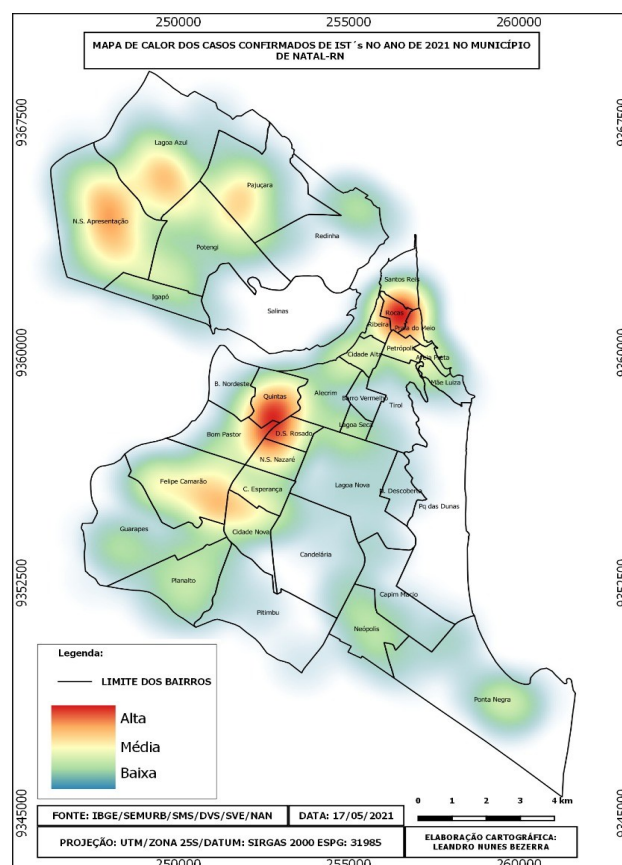 250000 255000 260000
MAPA DE CALOR DOS CASOS CONFIRMADOS DE IST´s NO ANO DE 2021 NO MUNICÍPIO
DE NATAL-RN
9367500 9367500
Lagoa Azul
Pajuçara
N.S. Apresentação
Redinha
Potengi
Santos Reis
Igapó
Salinas
Rocas
Ribeira
Praia do Meio
Petrópolis
9360000 9360000
Cidade Alta
Areia Preta
B. Nordeste
Mãe Luiza
Quintas
Alecrim
Barro Vermelho
Tirol
Lagoa Seca
Bom Pastor
D.S. Rosado
N.S. Nazaré
Felipe Camarão
C. Esperança
Lagoa Nova
N. Descoberta
Pq das Dunas
Guarapes
Cidade Nova
Candelária
9352500 9352500
Planalto
Capim Macio
Pitimbu
Neópolis
Ponta Negra
Legenda:
LIMITE DOS BAIRROS
Alta
Média
Baixa
FONTE: IBGE/SEMURB/SMS/DVS/SVE/NAN
DATA: 17/05/2021
0 1 2 3 4 km
PROJEÇÃO: UTM/ZONA 25S/DATUM: SIRGAS 2000 ESPG: 31985
ELABORAÇÃO CARTOGRÁFICA:
LEANDRO NUNES BEZERRA
9345000 9345000
250000 255000 260000